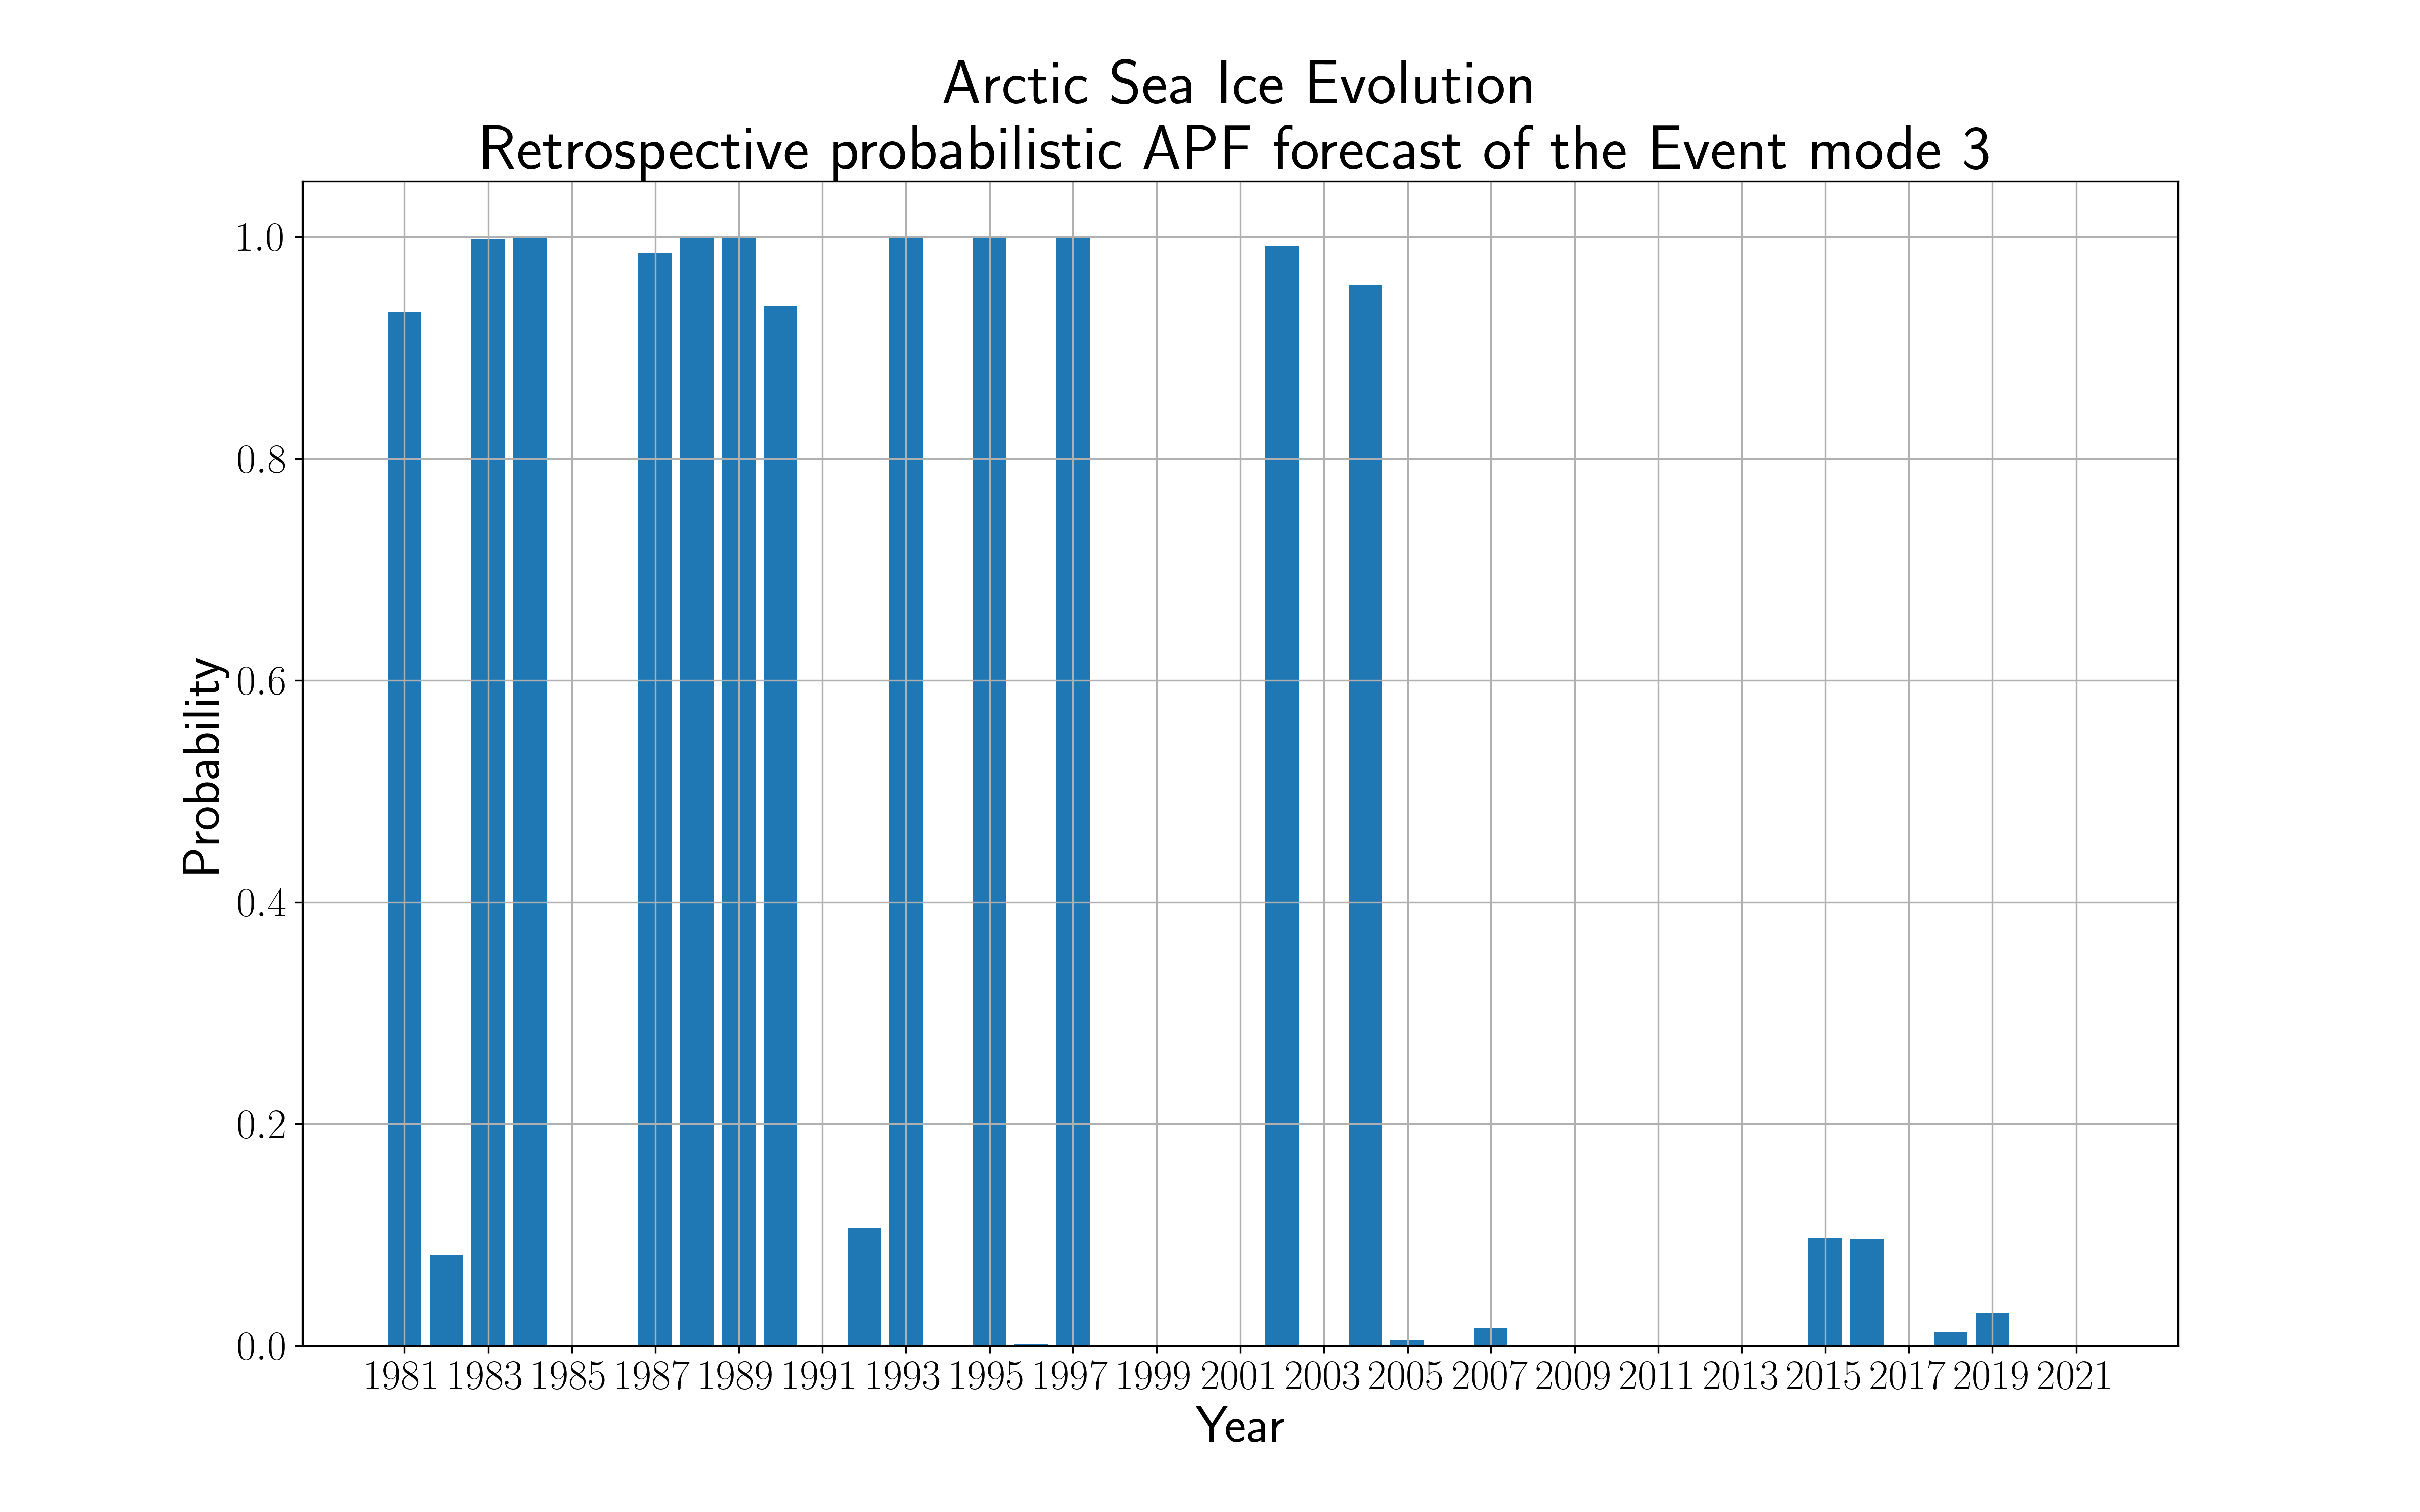 Arctic Sea Ice Evolution
Retrospective probabilistic APF forecast of the Event mode 3
1.0
0.8
0.6
0.4
0.2
0.0
Probability
1981 1983 1985 1987 1989 1991 1993 1995 1997 1999 2001 2003 2005 2007 2009 2011 2013 2015 2017 2019 2021
Year